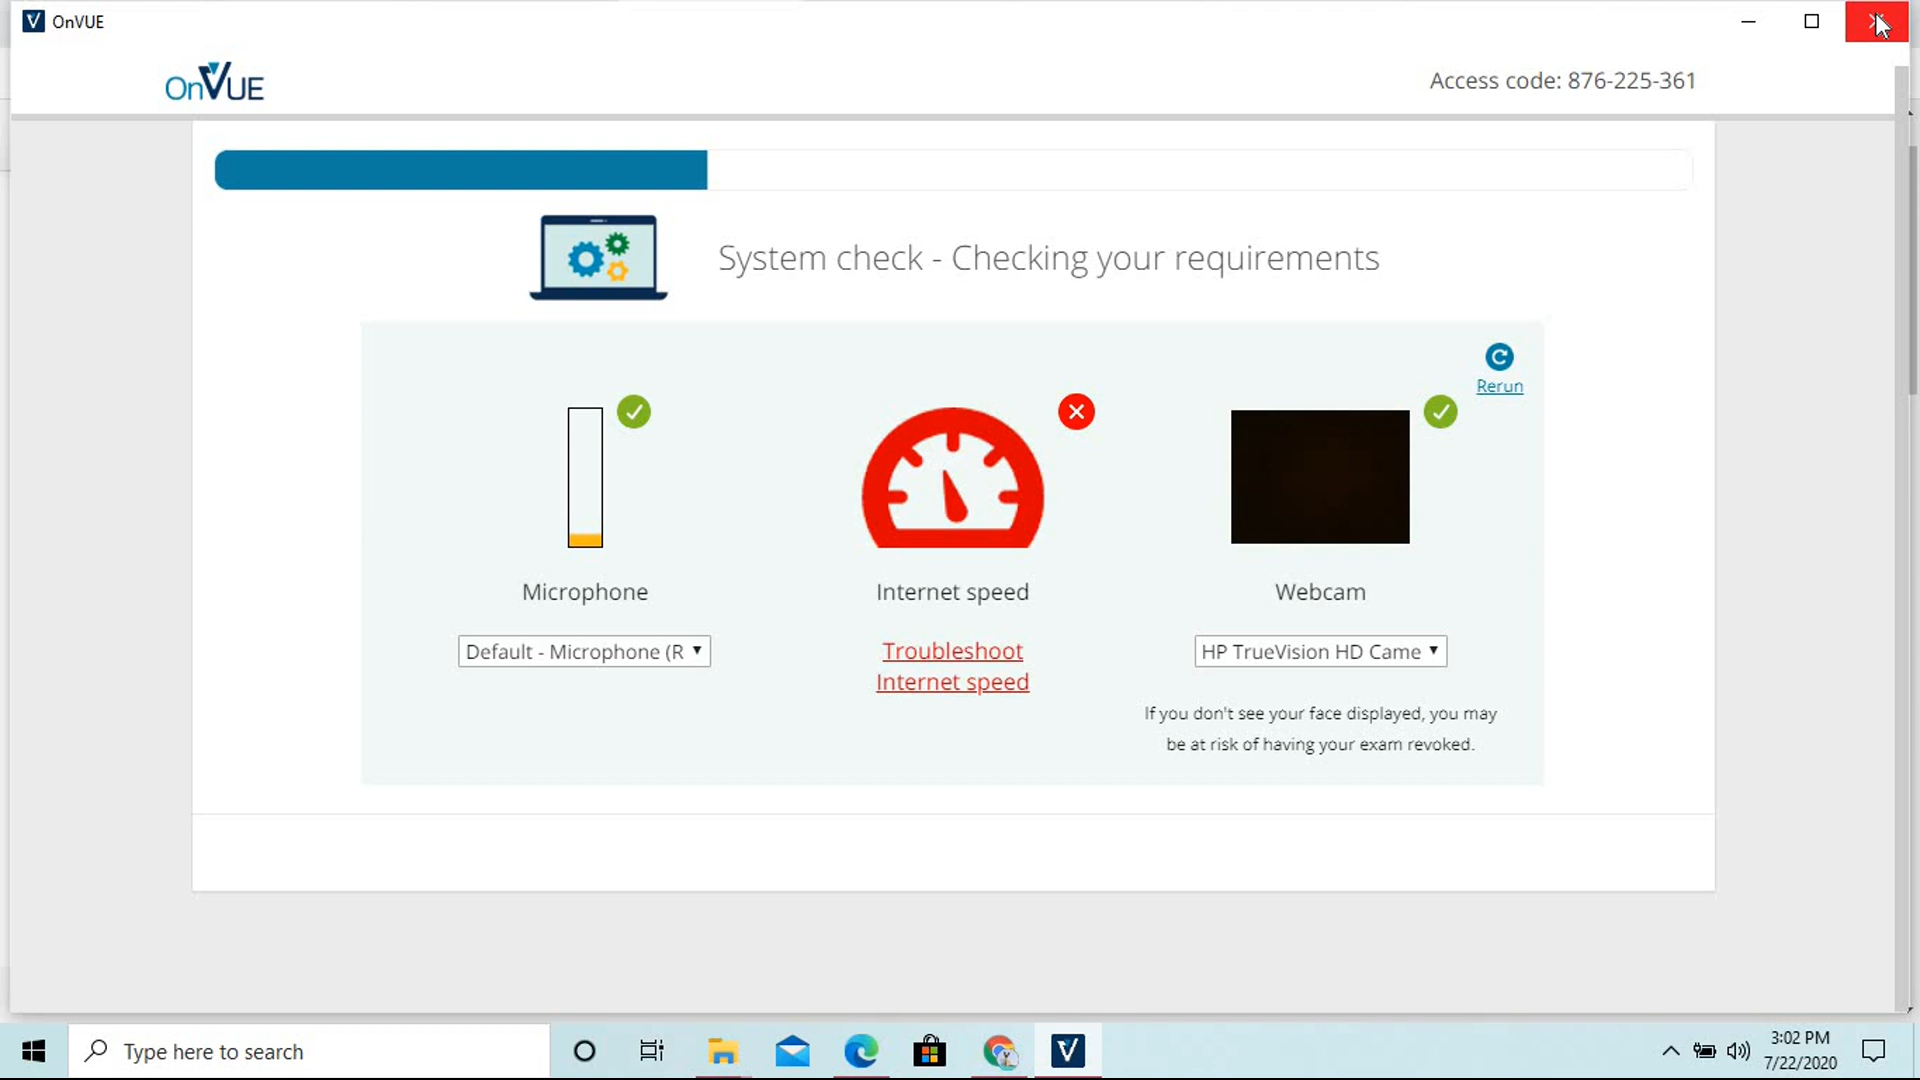 OnVUE
OnVUE
Access code: 876-225-361
System check - Checking your requirements
Rerun
Microphone
Internet speed
Webcam
Default - Microphone (R
Troubleshoot
Internet speed
HP TrueVision HD Came
If you don't see your face displayed, you may
be at risk of having your exam revoked.
Type here to search
3:02 PM
7/22/2020